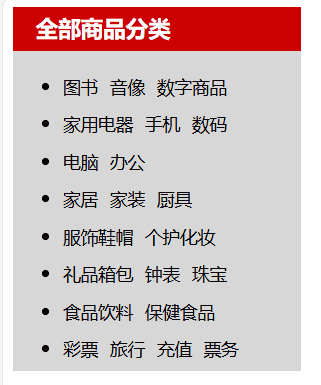 全部商品分类
图书 音像 数字商品
家用电器 手机 数码
电脑 办公
家居 家装 厨具
服饰鞋帽 个护化妆
礼品箱包 钟表 珠宝
食品饮料 保健食品
彩票 旅行 充值 票务